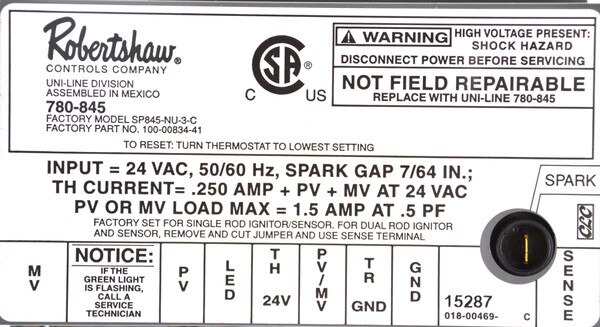 Robertshaw®
CONTROLS COMPANY
UNI-LINE DIVISION
ASSEMBLED IN MEXICO
780-845
FACTORY MODEL SP845-NU-3-C
FACTORY PART NO. 100-00834-41
CSA
®
C US
WARNING HIGH VOLTAGE PRESENT:
SHOCK HAZARD
DISCONNECT POWER BEFORE SERVICING
NOT FIELD REPAIRABLE
REPLACE WITH UNI-LINE 780-845
TO RESET: TURN THERMOSTAT TO LOWEST SETTING
INPUT = 24 VAC, 50/60 Hz, SPARK GAP 7/64 IN.;
TH CURRENT= .250 AMP + PV + MV AT 24 VAC
PV OR MV LOAD MAX = 1.5 AMP AT .5 PF
FACTORY SET FOR SINGLE ROD IGNITOR/SENSOR. FOR DUAL ROD IGNITOR
AND SENSOR, REMOVE AND CUT JUMPER AND USE SENSE TERMINAL
SPARK
MV
NOTICE:
IF THE
GREEN LIGHT
IS FLASHING,
CALL A
SERVICE
TECHNICIAN
PV
LED
TH
24V
PV/MV
TR
GND
GND
15287
018-00469- C
SENSE